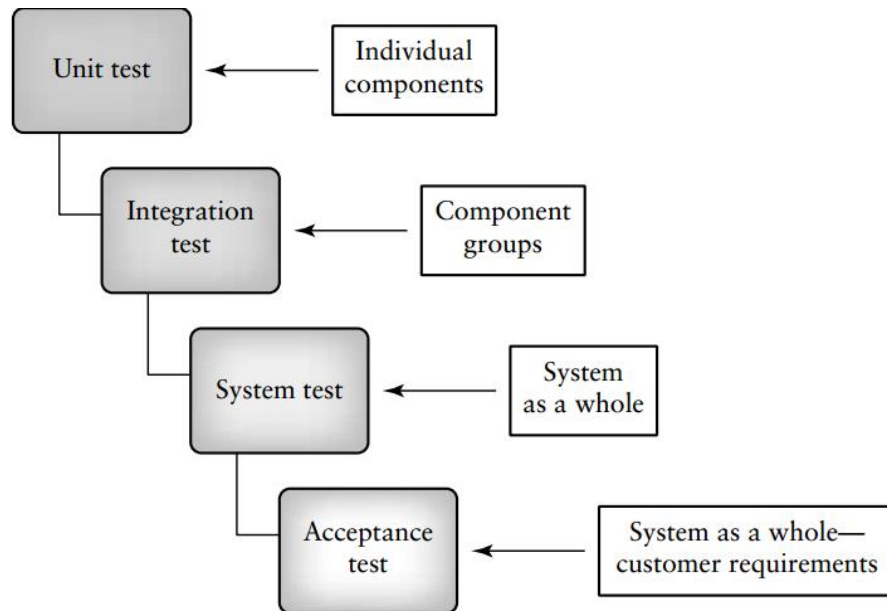 Unit test
Individual
components
Integration
test
Component
groups
System test
System
as a whole
Acceptance
test
System as a whole—
customer requirements